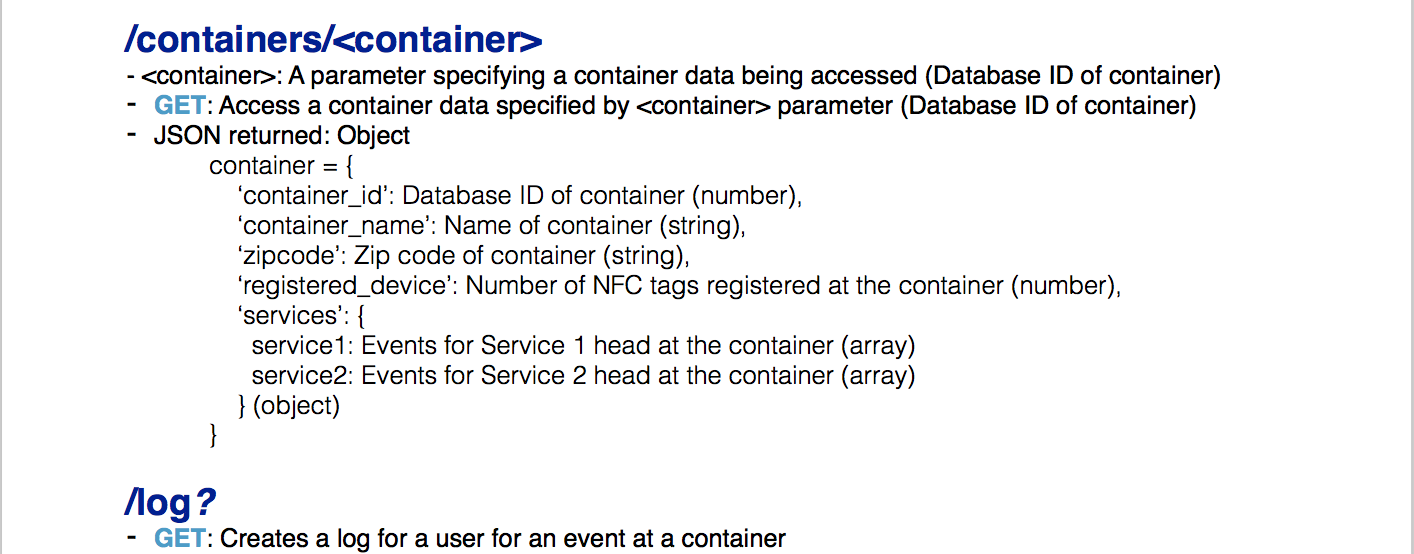 /containers/<container>
- <container>: A parameter specifying a container data being accessed (Database ID of container)
- GET: Access a container data specified by <container> parameter (Database ID of container)
- JSON returned: Object
container = {
‘container_id’: Database ID of container (number),
‘container_name’: Name of container (string),
‘zipcode’: Zip code of container (string),
‘registered_device’: Number of NFC tags registered at the container (number),
‘services’: {
service1: Events for Service 1 head at the container (array)
service2: Events for Service 2 head at the container (array)
} (object)
}
/log?
- GET: Creates a log for a user for an event at a container